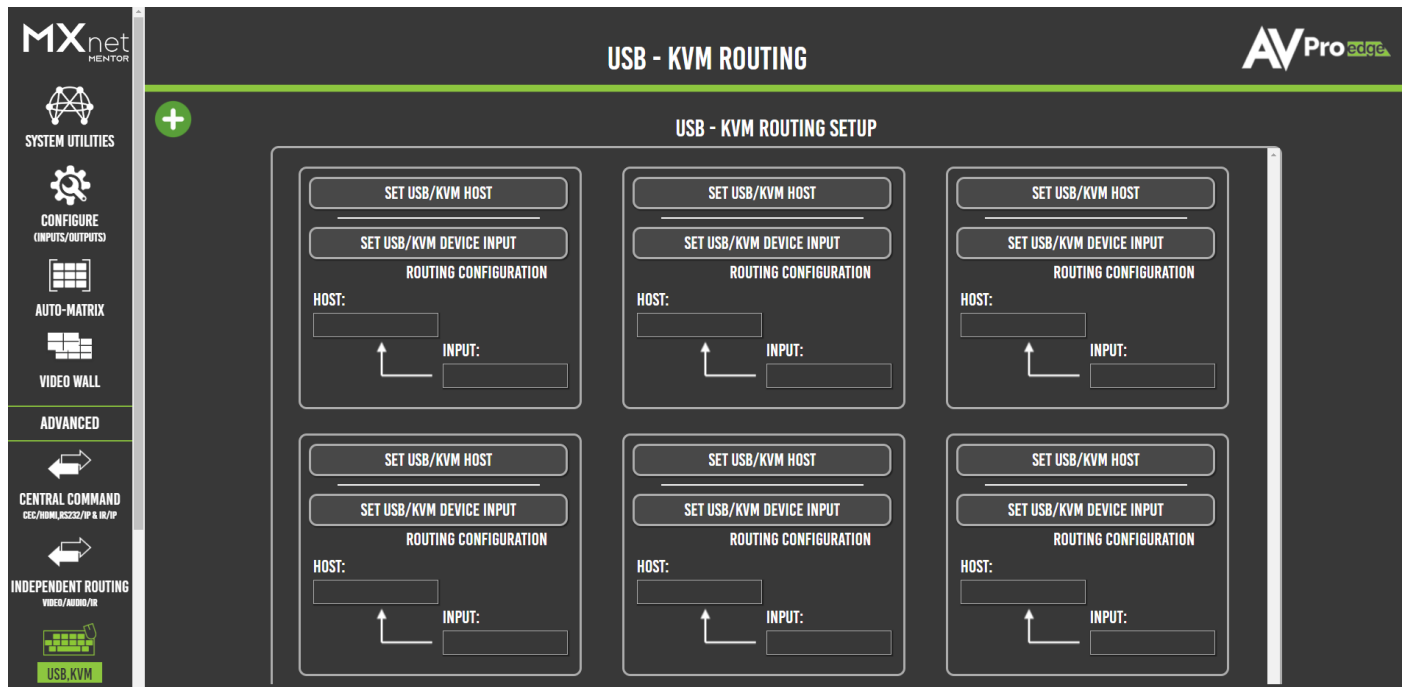 MXnet
MENTOR
SYSTEM UTILITIES
CONFIGURE
(INPUTS/OUTPUTS)
AUTO-MATRIX
VIDEO WALL
ADVANCED
CENTRAL COMMAND
CEC/HDMI,RS232/IP & IR/IP
INDEPENDENT ROUTING
VIDEO/AUDIO/IR
USB,KVM
USB - KVM ROUTING
AVPro edge
USB - KVM ROUTING SETUP
SET USB/KVM HOST
SET USB/KVM DEVICE INPUT
ROUTING CONFIGURATION
HOST:
INPUT:
SET USB/KVM HOST
SET USB/KVM DEVICE INPUT
ROUTING CONFIGURATION
HOST:
INPUT:
SET USB/KVM HOST
SET USB/KVM DEVICE INPUT
ROUTING CONFIGURATION
HOST:
INPUT:
SET USB/KVM HOST
SET USB/KVM DEVICE INPUT
ROUTING CONFIGURATION
HOST:
INPUT:
SET USB/KVM HOST
SET USB/KVM DEVICE INPUT
ROUTING CONFIGURATION
HOST:
INPUT:
SET USB/KVM HOST
SET USB/KVM DEVICE INPUT
ROUTING CONFIGURATION
HOST:
INPUT: